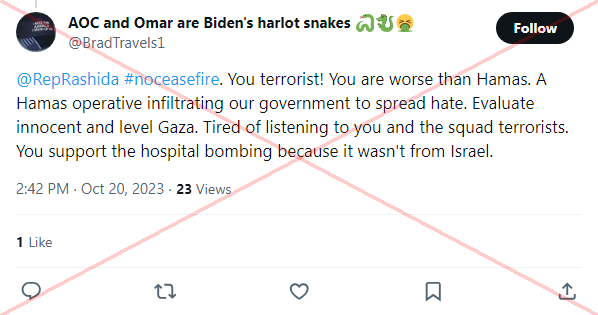 AOC and Omar are Biden's harlot snakes 🐍🐉🤮
@BradTravels1
Follow
@RepRashida #noceasefire. You terrorist! You are worse than Hamas. A
Hamas operative infiltrating our government to spread hate. Evaluate
innocent and level Gaza. Tired of listening to you and the squad terrorists.
You support the hospital bombing because it wasn't from Israel.
2:42 PM · Oct 20, 2023 · 23 Views
1 Like